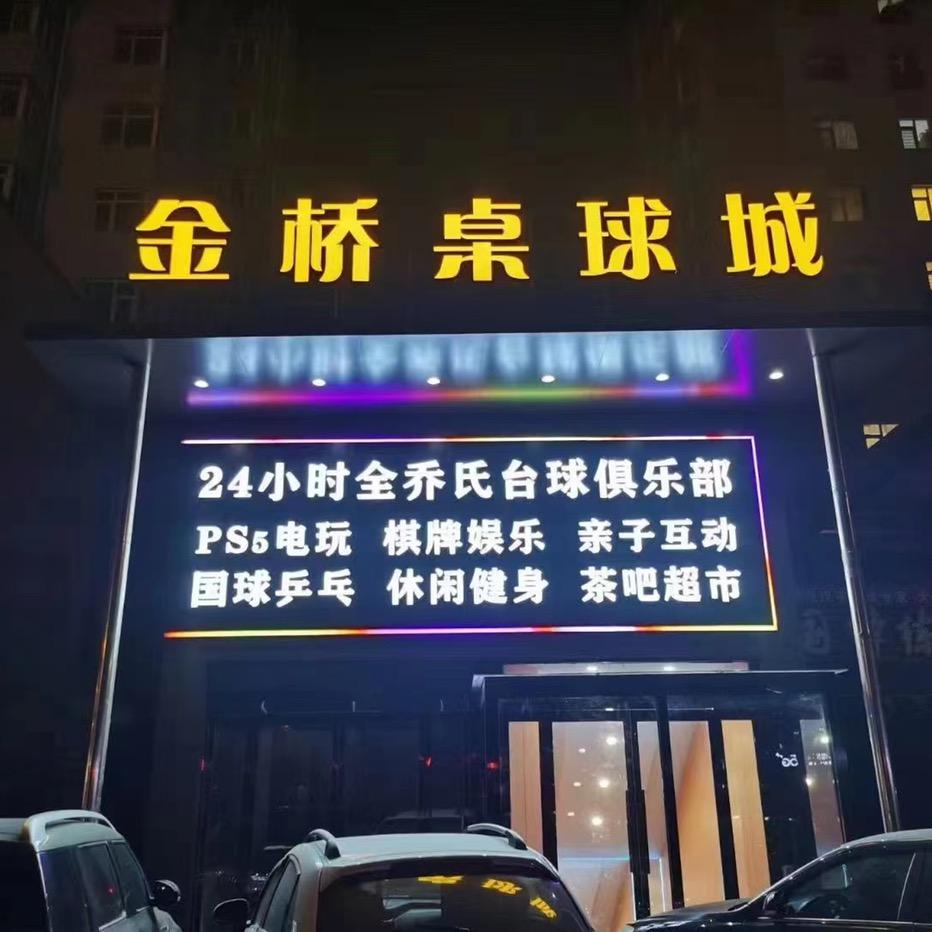 金桥桌球城
24小时全乔氏台球俱乐部
PS5电玩 棋牌娱乐 亲子互动
国球乒乓 休闲健身 茶吧超市
5G